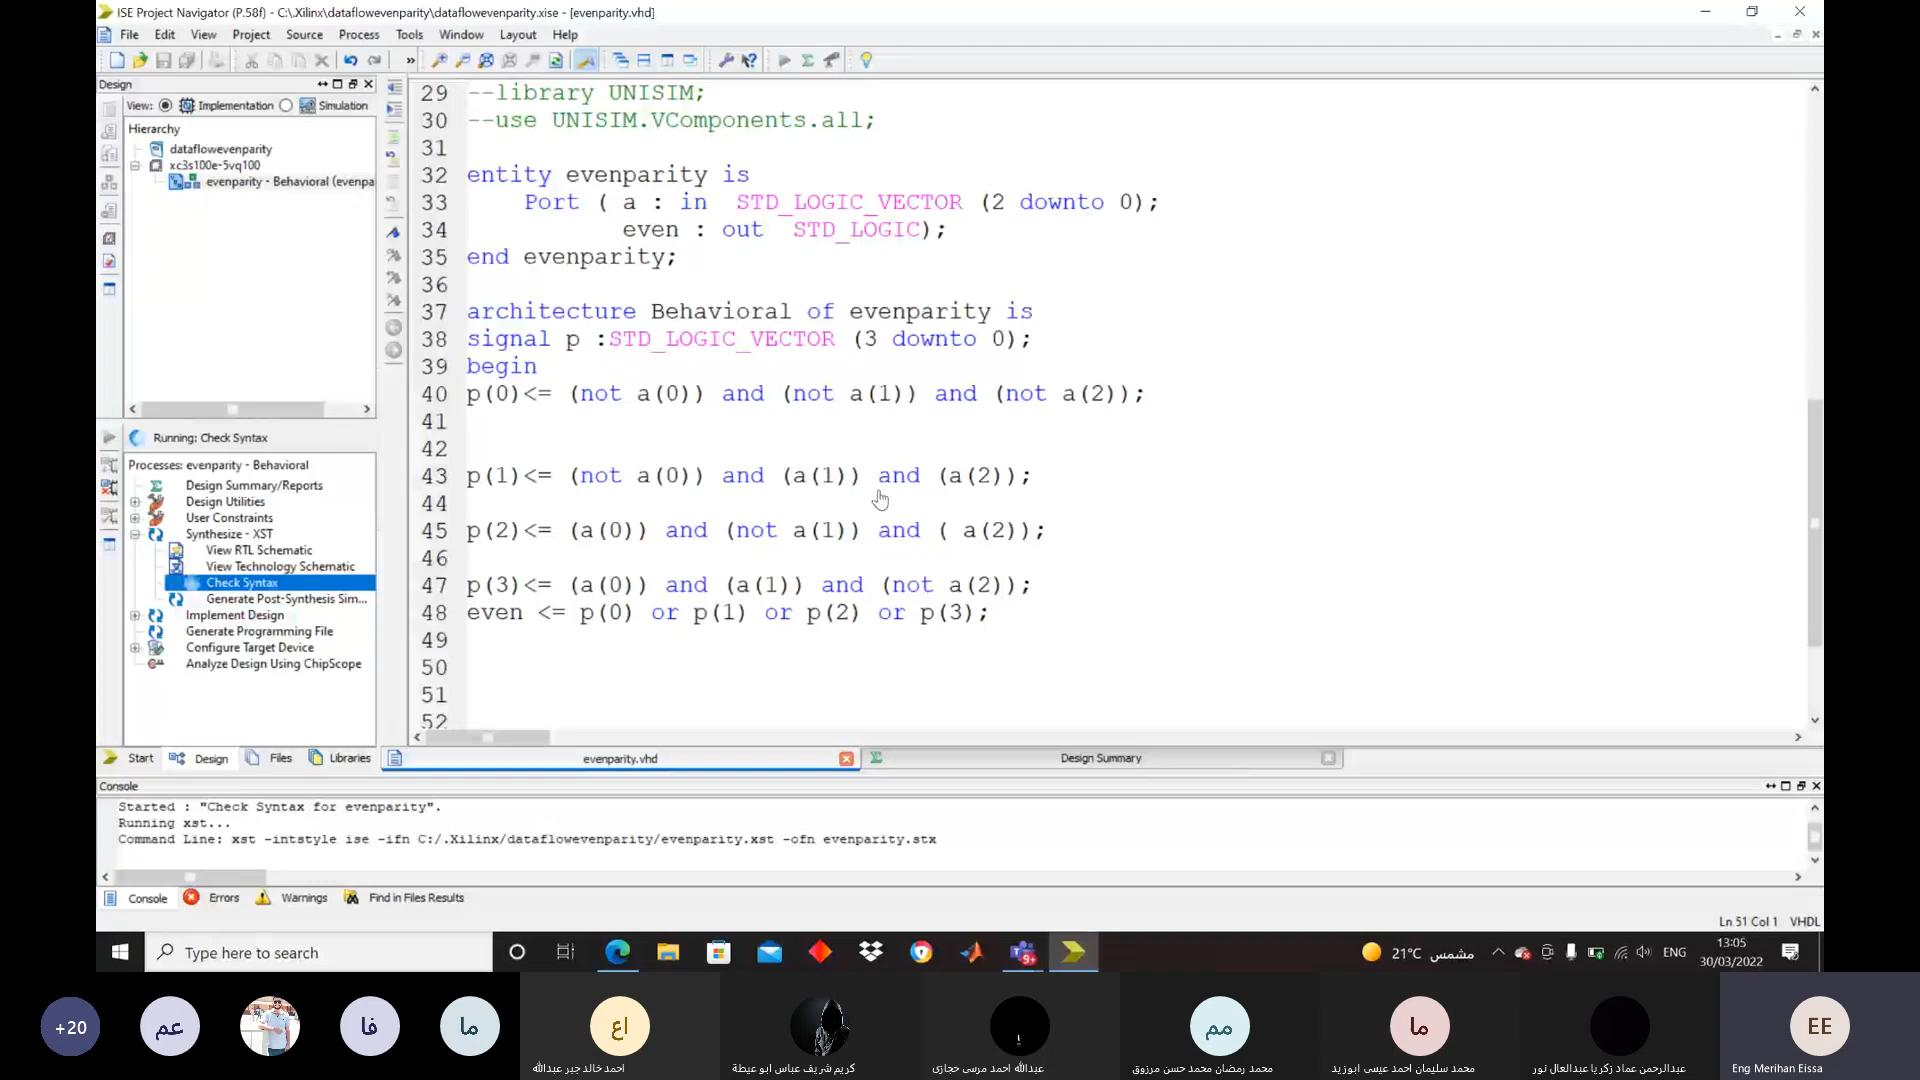 ISE Project Navigator (P.58f) - C:\.Xilinx\dataflowevenparity\dataflowevenparity.xise - [evenparity.vhd]
File Edit View Project Source Process Tools Window Layout Help
Design
View: Implementation Simulation
Hierarchy
dataflowevenparity
xc3s100e-5vq100
evenparity - Behavioral (evenpa
Running: Check Syntax
Processes: evenparity - Behavioral
Design Summary/Reports
Design Utilities
User Constraints
Synthesize - XST
View RTL Schematic
View Technology Schematic
Check Syntax
Generate Post-Synthesis Sim...
Implement Design
Generate Programming File
Configure Target Device
Analyze Design Using ChipScope
Start Design Files Libraries
29 --library UNISIM;
30 --use UNISIM.VComponents.all;
31
32 entity evenparity is
33 Port ( a : in STD_LOGIC_VECTOR (2 downto 0);
34 even : out STD_LOGIC);
35 end evenparity;
36
37 architecture Behavioral of evenparity is
38 signal p :STD_LOGIC_VECTOR (3 downto 0);
39 begin
40 p(0)<= (not a(0)) and (not a(1)) and (not a(2));
41
42
43 p(1)<= (not a(0)) and (a(1)) and (a(2));
44
45 p(2)<= (a(0)) and (not a(1)) and ( a(2));
46
47 p(3)<= (a(0)) and (a(1)) and (not a(2));
48 even <= p(0) or p(1) or p(2) or p(3);
49
50
51
52
evenparity.vhd Design Summary
Console
Started : "Check Syntax for evenparity".
Running xst...
Command Line: xst -intstyle ise -ifn C:/.Xilinx/dataflowevenparity/evenparity.xst -ofn evenparity.stx
Console Errors Warnings Find in Files Results
Ln 51 Col 1 VHDL
Type here to search
9+
21°C مشمس
ENG
13:05
30/03/2022
+20
عم
فا
ما
اع
احمد خالد جبر عبدالله
كريم شريف عباس ابو عيطة
عبدالله احمد مرسى حجازى
مم
محمد رمضان محمد حسن مرزوق
ما
محمد سليمان احمد عيسى ابوزيد
عبدالرحمن عماد زكريا عبدالعال نور
EE
Eng Merihan Eissa